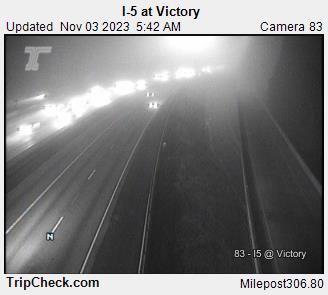 I-5 at Victory
Updated Nov 03 2023 5:42 AM Camera 83
N
83 - I5 @ Victory
TripCheck.com Milepost306.80